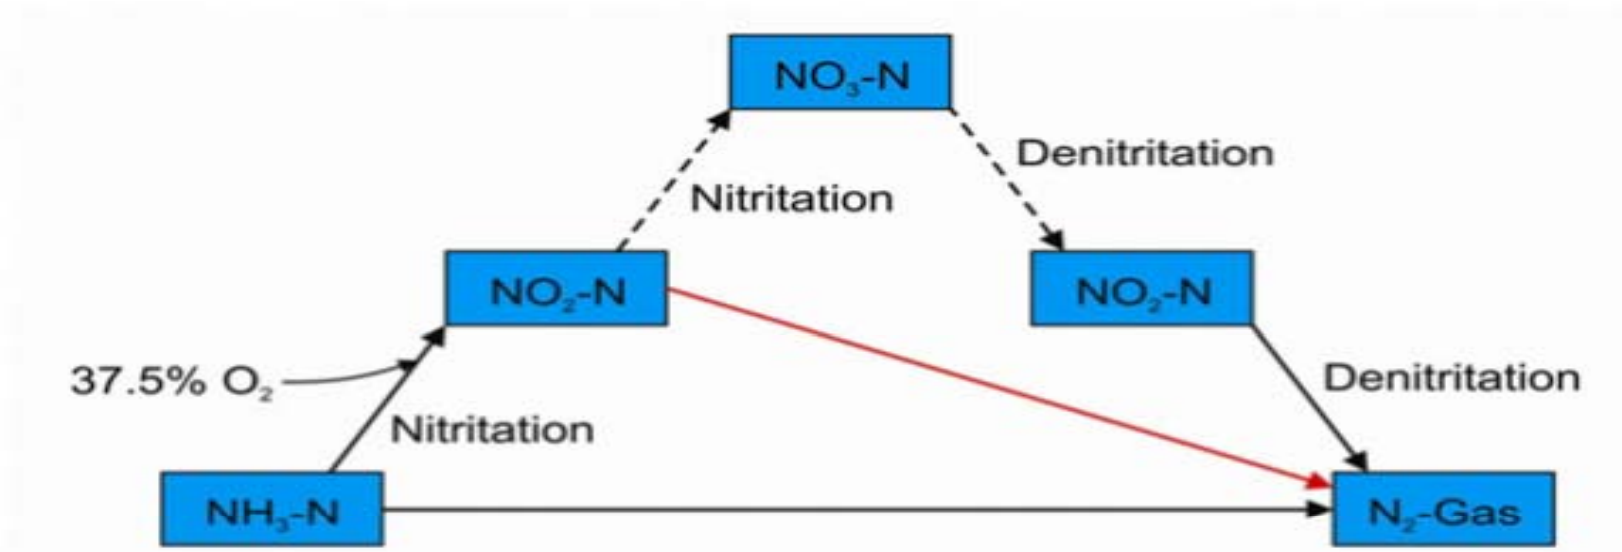 NO₃-N
Denitritation
Nitritation
NO₂-N
NO₂-N
37.5% O₂
Denitritation
Nitritation
NH₃-N
N₂-Gas